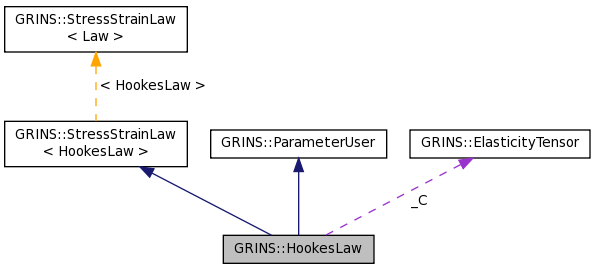 GRINS::StressStrainLaw
< Law >
< HookesLaw >
GRINS::StressStrainLaw
< HookesLaw >
GRINS::ParameterUser
GRINS::ElasticityTensor
_C
GRINS::HookesLaw